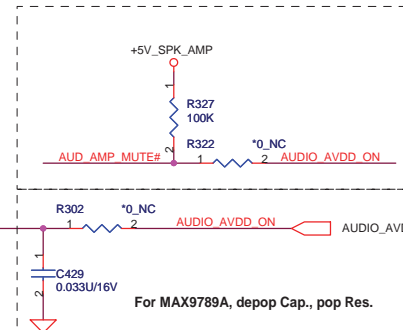 +5V_SPK_AMP
1
R327
100K
2
AUD_AMP_MUTE#
R322
1
*0_NC
2
AUDIO_AVDD_ON
R302
1
*0_NC
2
AUDIO_AVDD_ON
AUDIO_AVD
1
C429
0.033U/16V
2
For MAX9789A, depop Cap., pop Res.